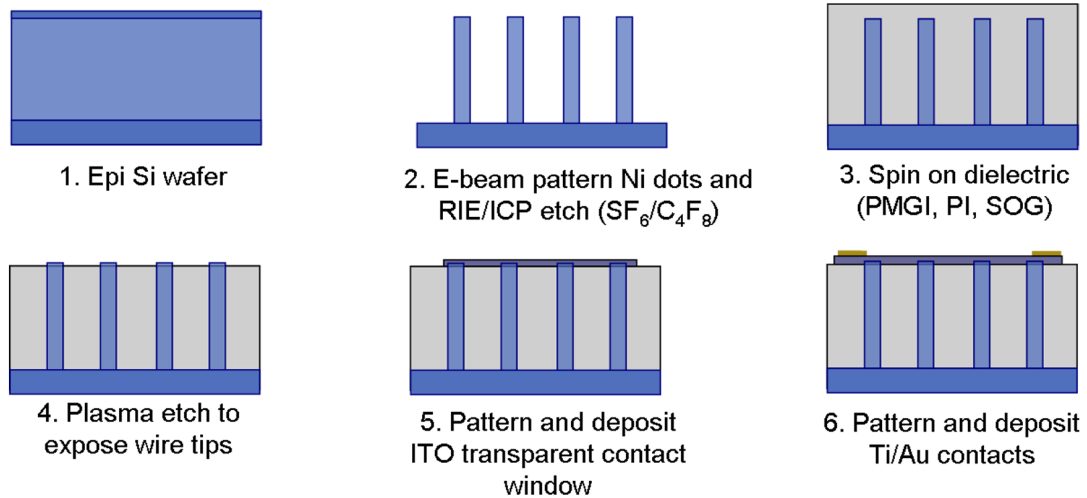 1. Epi Si wafer
2. E-beam pattern Ni dots and
RIE/ICP etch (SF₆/C₄F₈)
3. Spin on dielectric
(PMGI, PI, SOG)
4. Plasma etch to
expose wire tips
5. Pattern and deposit
ITO transparent contact
window
6. Pattern and deposit
Ti/Au contacts